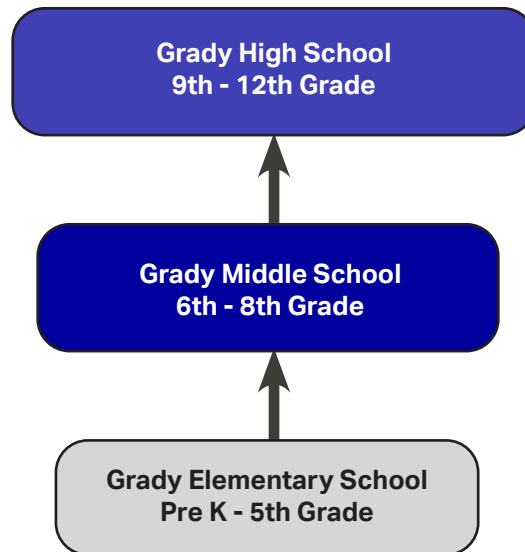 Grady High School
9th - 12th Grade
Grady Middle School
6th - 8th Grade
Grady Elementary School
Pre K - 5th Grade